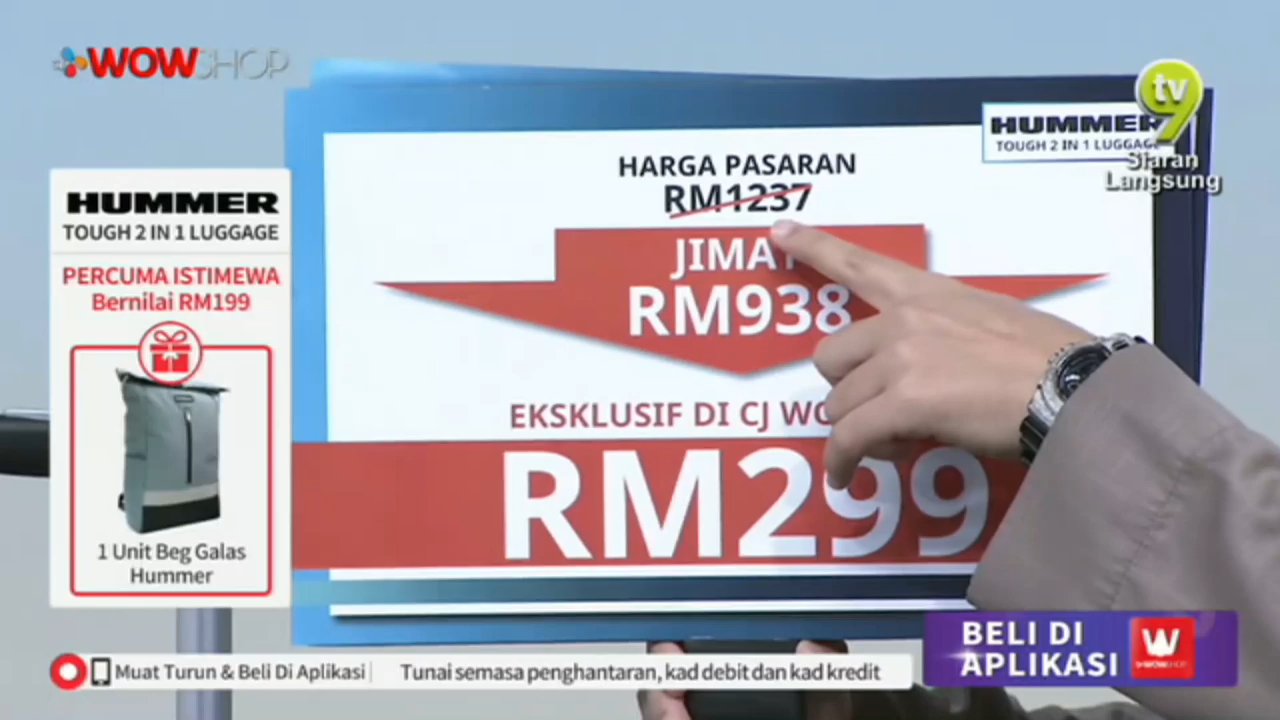 WOWSHOP
tv9
Siaran
Langsung
HUMMER
TOUGH 2 IN 1 LUGGAGE
HARGA PASARAN
RM1237
JIMAT
RM938
EKSKLUSIF DI CJ
RM299
HUMMER
TOUGH 2 IN 1 LUGGAGE
PERCUMA ISTIMEWA
Bernilai RM199
1 Unit Beg Galas
Hummer
Muat Turun & Beli Di Aplikasi
Tunai semasa penghantaran, kad debit dan kad kredit
BELI DI
APLIKASI
W
WOWSHOP